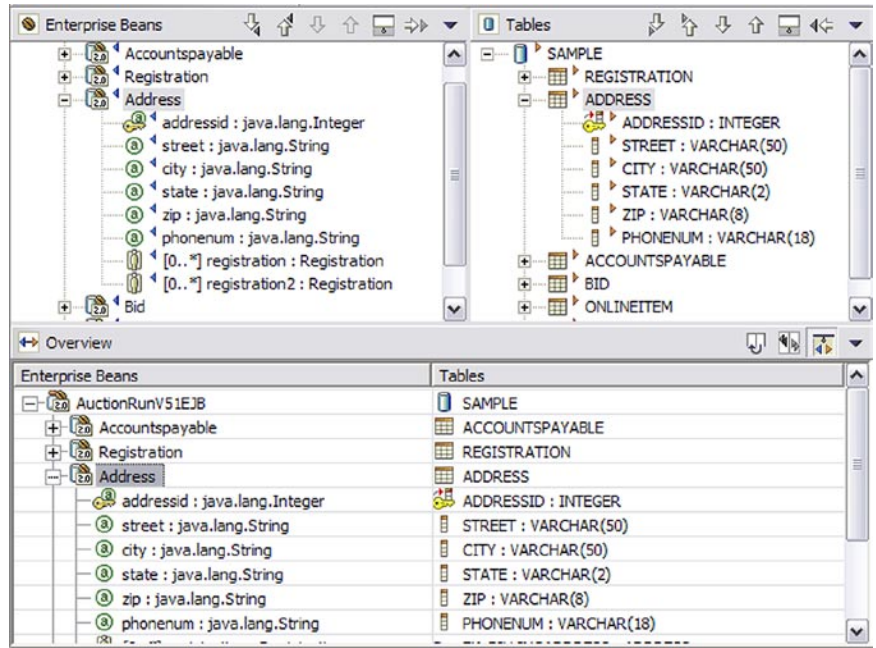 Enterprise Beans
Accountspayable
Registration
Address
addressid : java.lang.Integer
street : java.lang.String
city : java.lang.String
state : java.lang.String
zip : java.lang.String
phonenum : java.lang.String
[0..*] registration : Registration
[0..*] registration2 : Registration
Bid
Tables
SAMPLE
REGISTRATION
ADDRESS
ADDRESSID : INTEGER
STREET : VARCHAR(50)
CITY : VARCHAR(50)
STATE : VARCHAR(2)
ZIP : VARCHAR(8)
PHONENUM : VARCHAR(18)
ACCOUNTSPAYABLE
BID
ONLINEITEM
Overview
Enterprise Beans Tables
AuctionRunV51EJB SAMPLE
Accountspayable ACCOUNTSPAYABLE
Registration REGISTRATION
Address ADDRESS
addressid : java.lang.Integer ADDRESSID : INTEGER
street : java.lang.String STREET : VARCHAR(50)
city : java.lang.String CITY : VARCHAR(50)
state : java.lang.String STATE : VARCHAR(2)
zip : java.lang.String ZIP : VARCHAR(8)
phonenum : java.lang.String PHONENUM : VARCHAR(18)